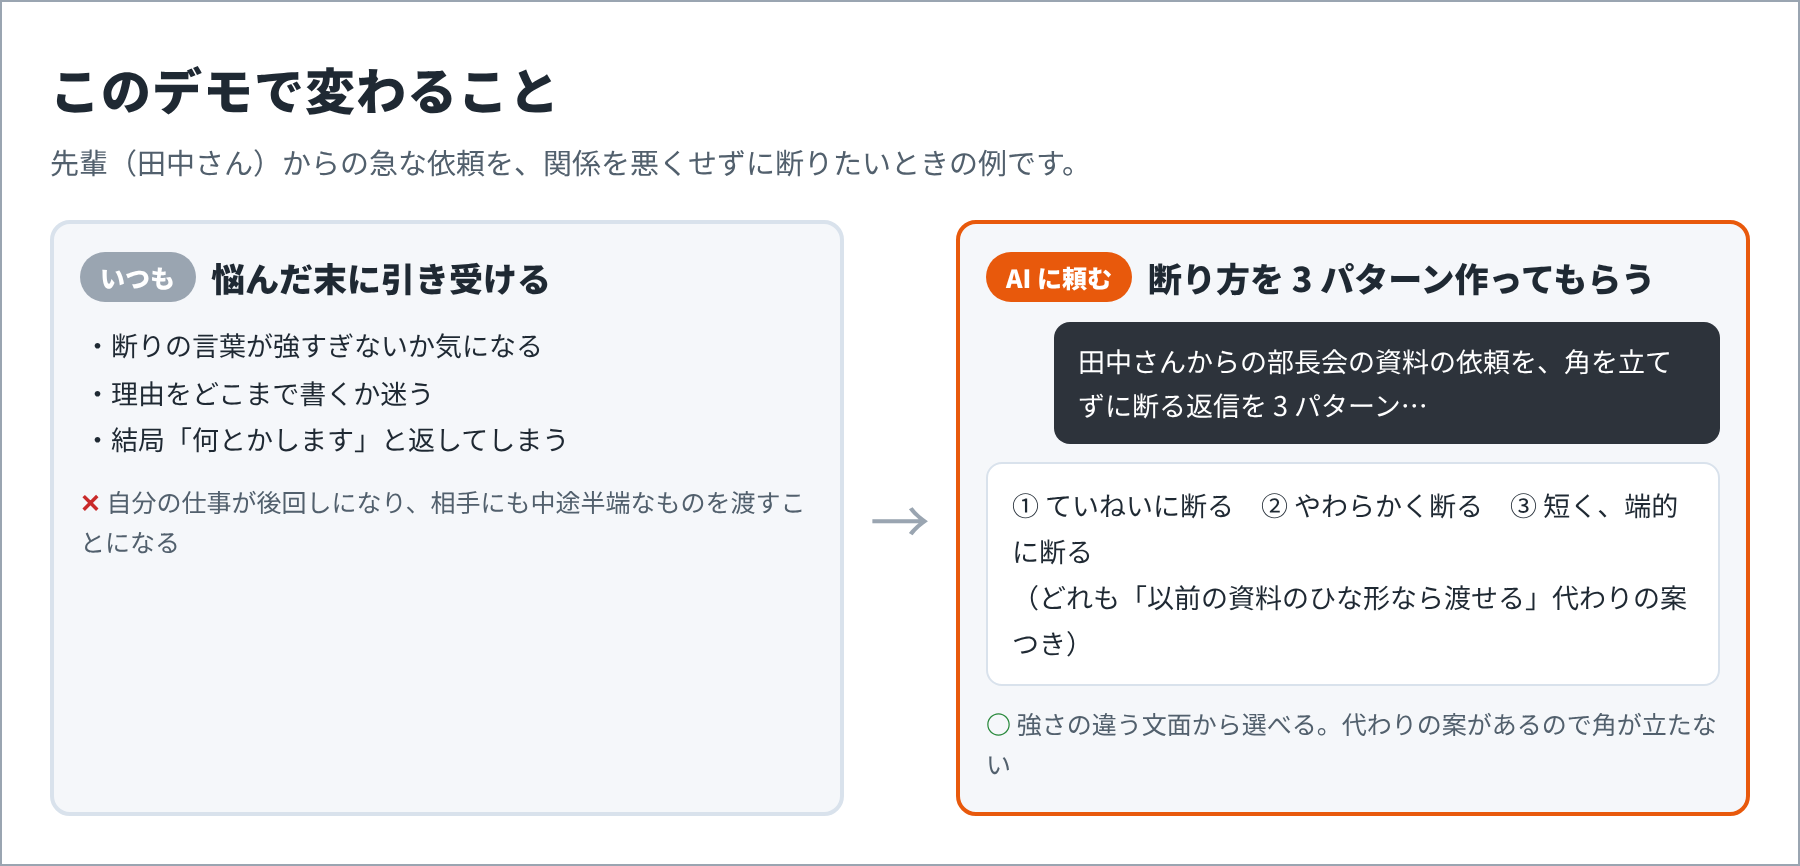 このデモで変わること
先輩（田中さん）からの急な依頼を、関係を悪くせずに断りたいときの例です。
いつも 悩んだ末に引き受ける
・断りの言葉が強すぎないか気になる
・理由をどこまで書くか迷う
・結局「何とかします」と返してしまう
× 自分の仕事が後回しになり、相手にも中途半端なものを渡すこ
とになる
→
AI に頼む 断り方を 3 パターン作ってもらう
田中さんからの部長会の資料の依頼を、角を立て
ずに断る返信を 3 パターン…
① ていねいに断る　② やわらかく断る　③ 短く、端的
に断る
（どれも「以前の資料のひな形なら渡せる」代わりの案
つき）
○ 強さの違う文面から選べる。代わりの案があるので角が立たな
い